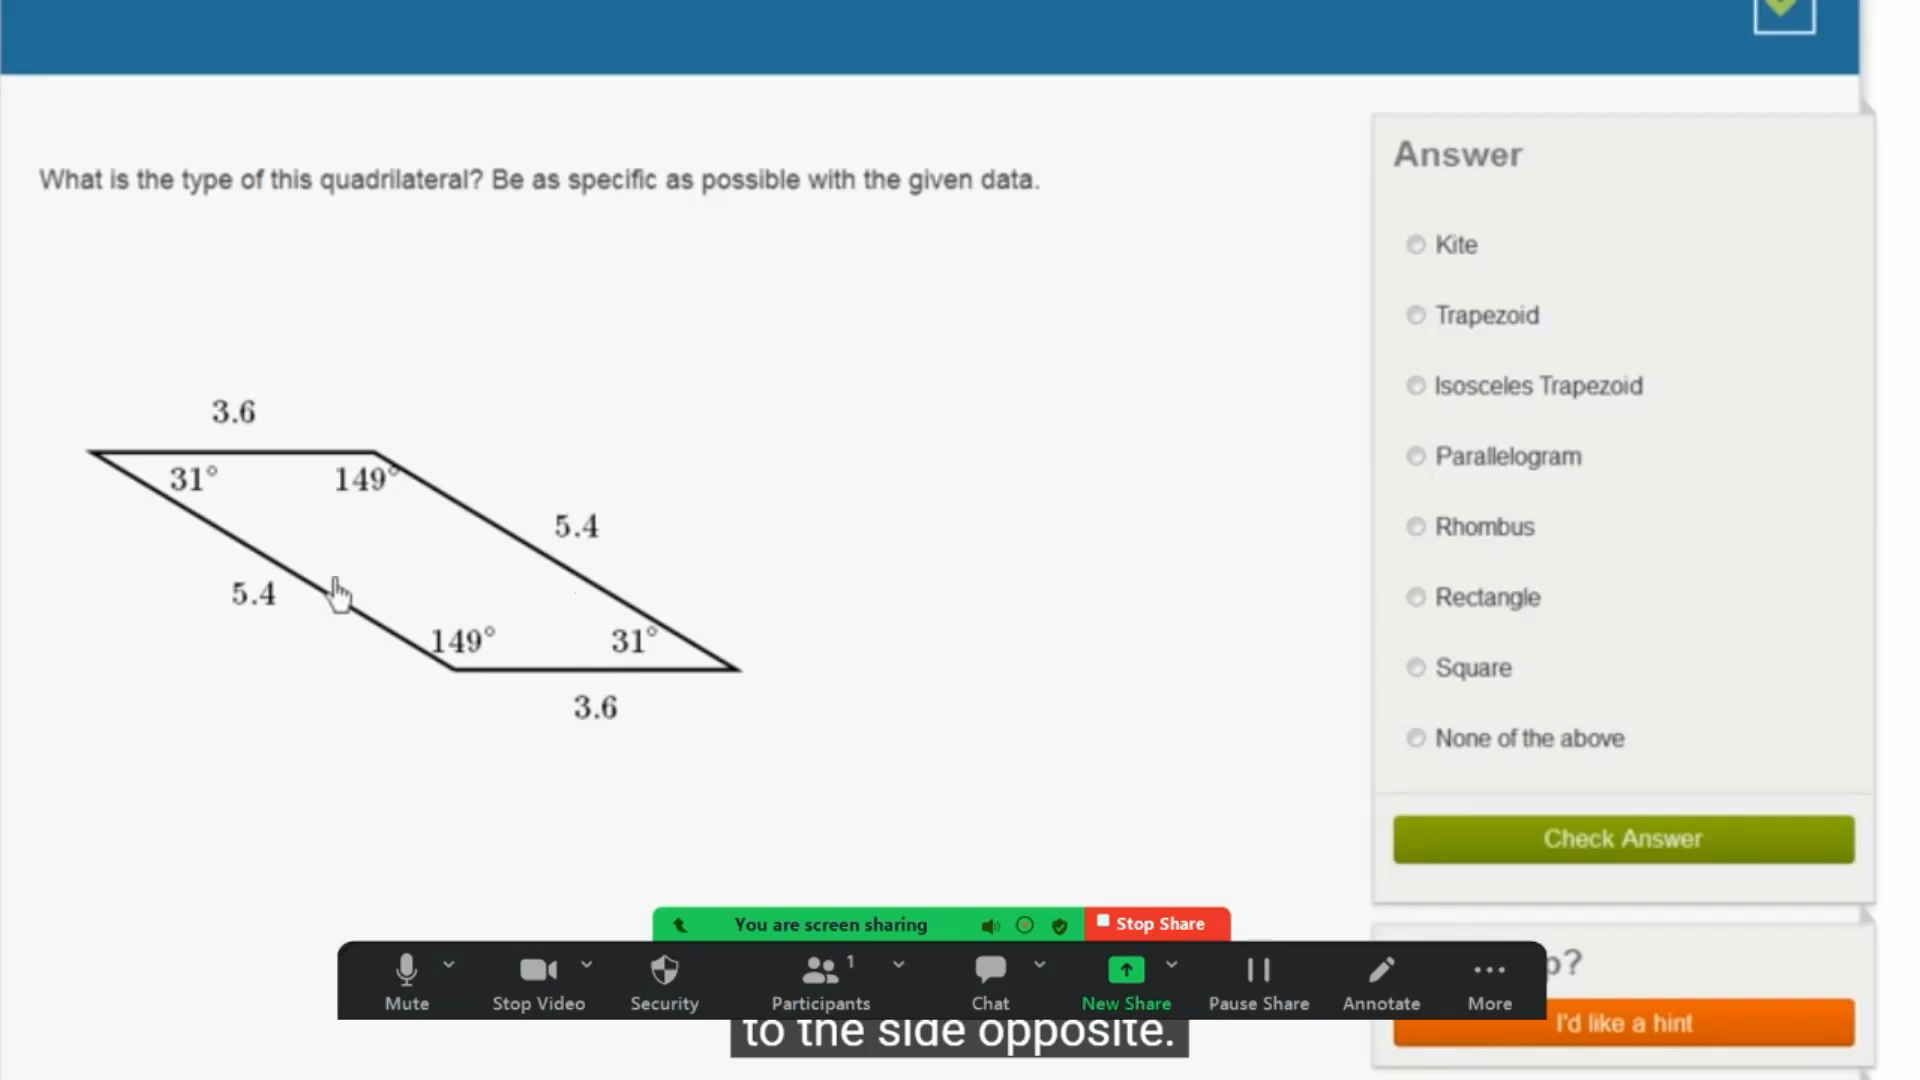 What is the type of this quadrilateral? Be as specific as possible with the given data.
3.6
31°
149°
5.4
5.4
149°
31°
3.6
Answer
Kite
Trapezoid
Isosceles Trapezoid
Parallelogram
Rhombus
Rectangle
Square
None of the above
Check Answer
p?
I'd like a hint
You are screen sharing
Stop Share
1
Mute
Stop Video
Security
Participants
Chat
New Share
Pause Share
Annotate
More
to the side opposite.